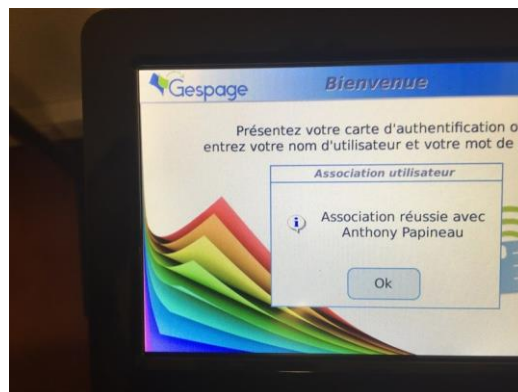 Gespage
Bienvenue
Présentez votre carte d'authentification o
entrez votre nom d'utilisateur et votre mot de
Association utilisateur
Association réussie avec
Anthony Papineau
Ok